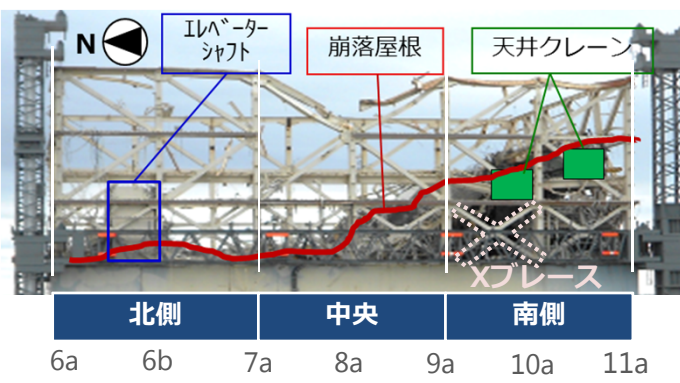 N
ｴﾚﾍﾞｰﾀｰ
ｼｬﾌﾄ
崩落屋根
天井クレーン
Xブレース
北側
中央
南側
6a
6b
7a
8a
9a
10a
11a